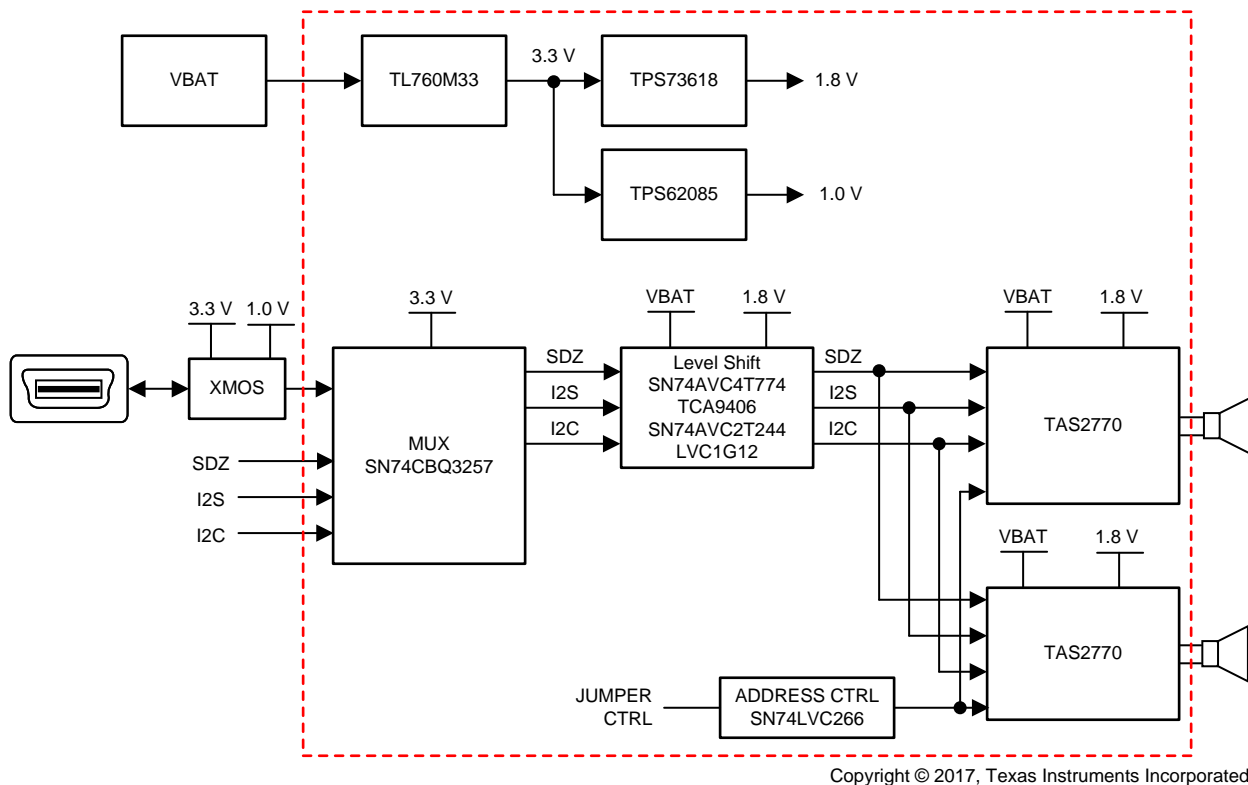 VBAT
TL760M33
3.3 V
TPS73618
1.8 V
TPS62085
1.0 V
3.3 V
1.0 V
XMOS
SDZ
I2S
I2C
3.3 V
MUX
SN74CBQ3257
SDZ
I2S
I2C
VBAT
1.8 V
Level Shift
SN74AVC4T774
TCA9406
SN74AVC2T244
LVC1G12
SDZ
I2S
I2C
VBAT
1.8 V
TAS2770
VBAT
1.8 V
TAS2770
JUMPER
CTRL
ADDRESS CTRL
SN74LVC266
Copyright © 2017, Texas Instruments Incorporated